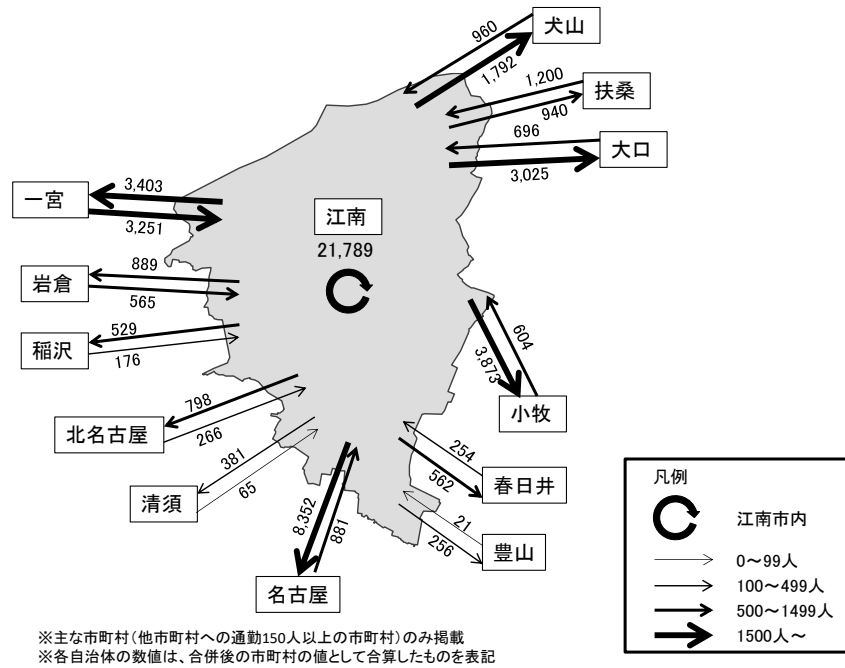 犬山
960
1,792
1,200
扶桑
940
696
大口
3,025
一宮
3,403
3,251
江南
21,789
岩倉
889
565
稲沢
529
176
604
3,873
小牧
北名古屋
798
266
254
春日井
562
清須
381
65
8,352
881
名古屋
21
豊山
256
凡例
江南市内
0～99人
100～499人
500～1499人
1500人～
※主な市町村（他市町村への通勤150人以上の市町村）のみ掲載
※各自治体の数値は、合併後の市町村の値として合算したものを表記